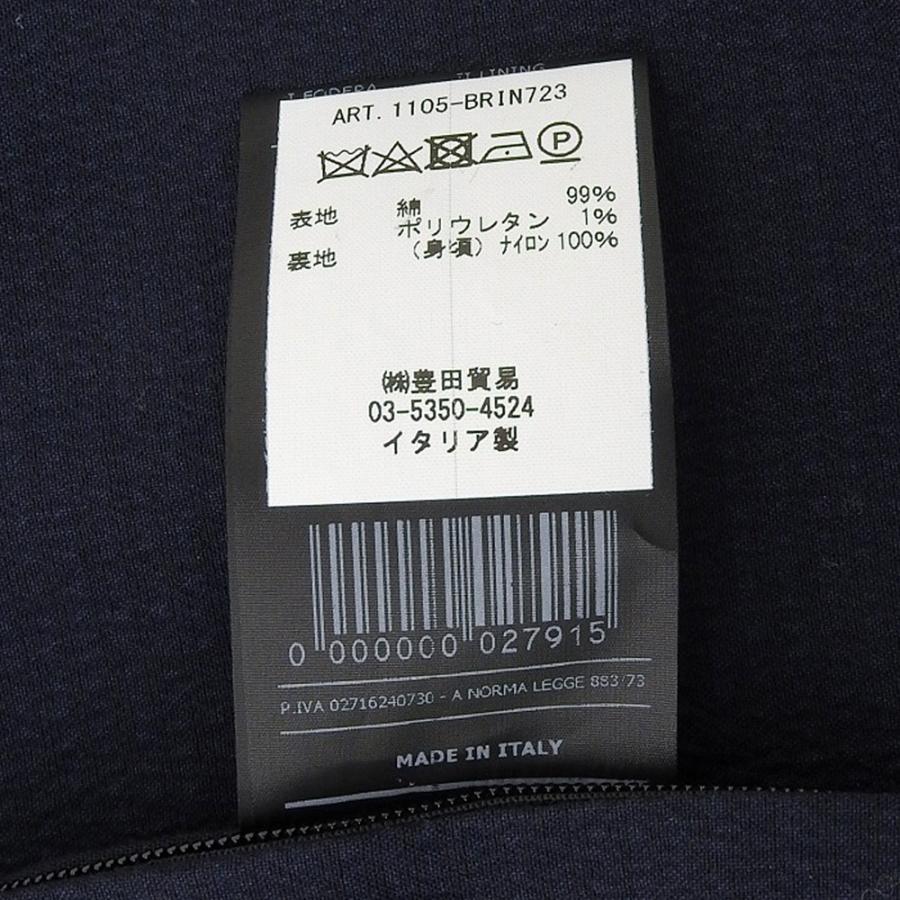 FODERA LINING
ART. 1105-BRIN723
P
表地 綿 99%
ポリウレタン 1%
裏地 (身頃) ナイロン 100%
㈱豊田貿易
03-5350-4524
イタリア製
0 000000 027915
P.IVA 02716240730 - A NORMA LEGGE 883/73
MADE IN ITALY